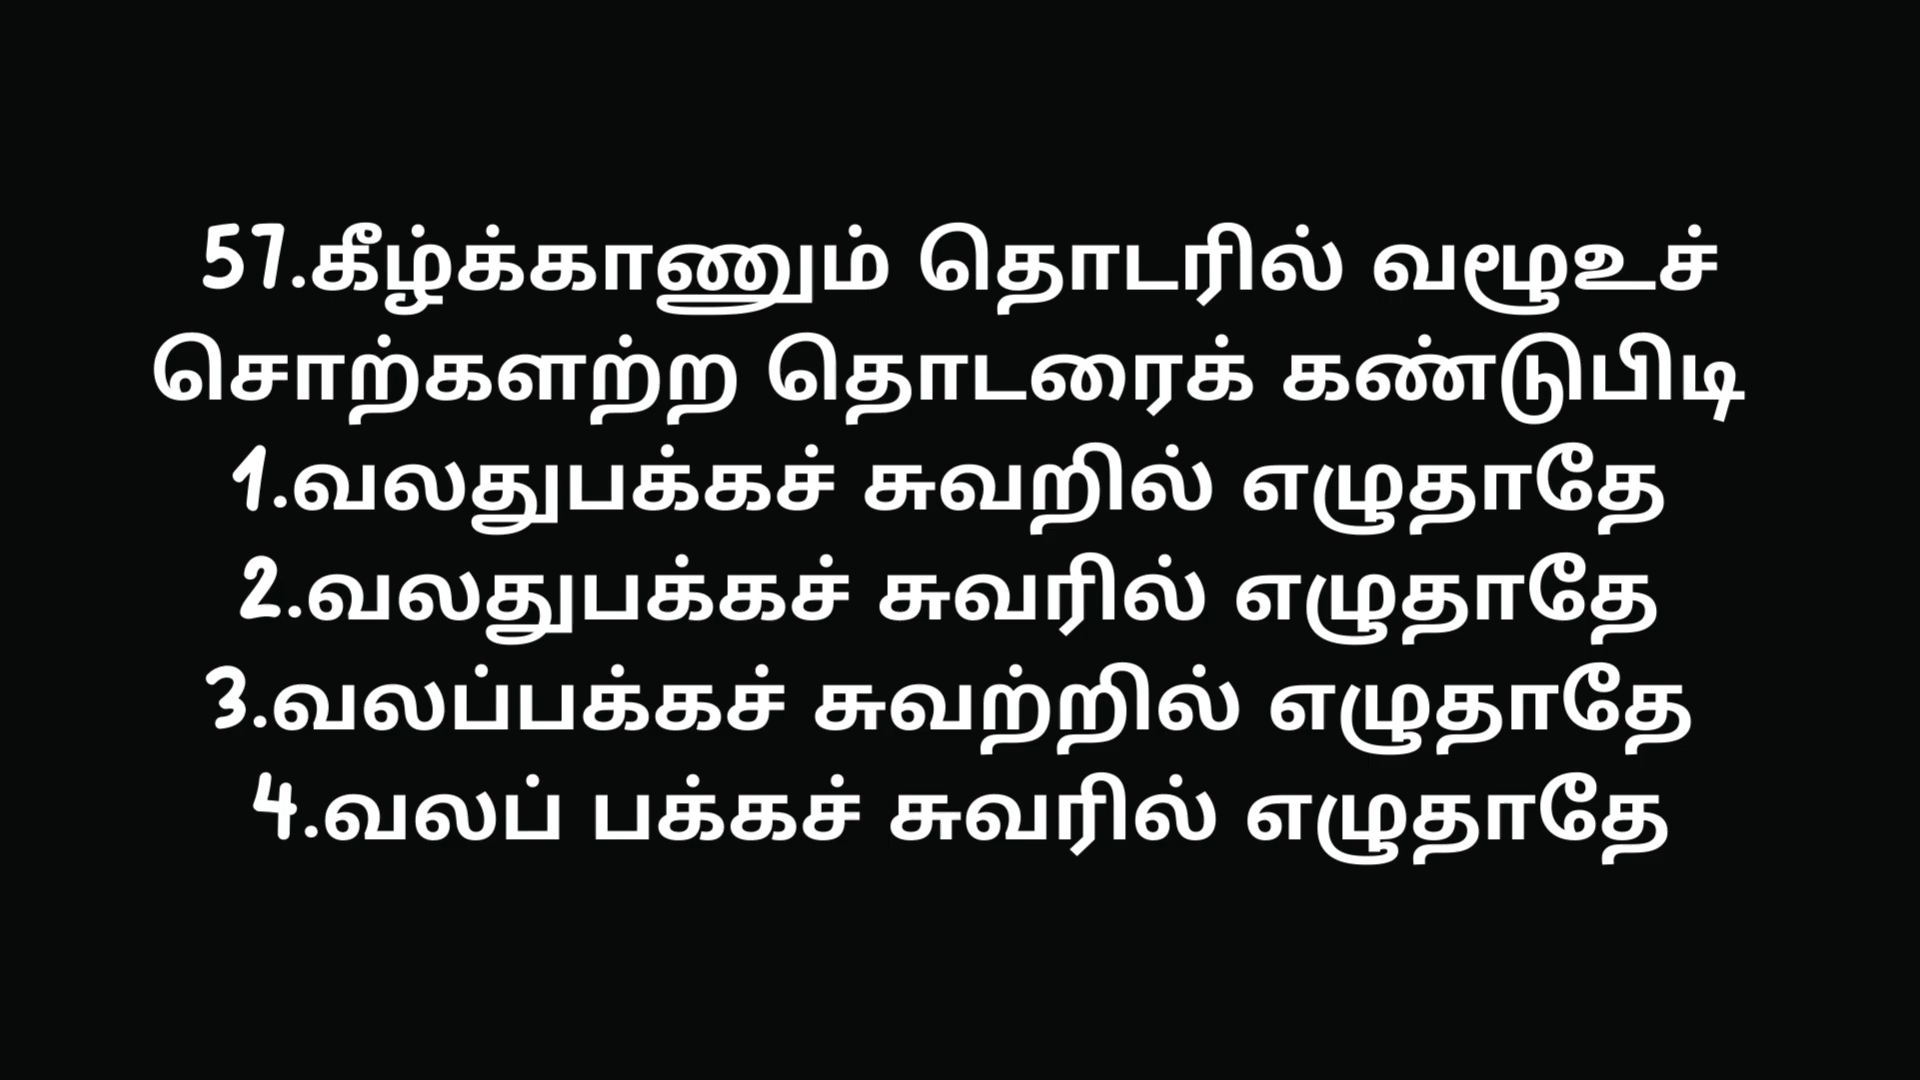 57.கீழ்க்காணும் தொடரில் வழூஉச்
சொற்களற்ற தொடரைக் கண்டுபிடி
1.வலதுபக்கச் சுவறில் எழுதாதே
2.வலதுபக்கச் சுவரில் எழுதாதே
3.வலப்பக்கச் சுவற்றில் எழுதாதே
4.வலப் பக்கச் சுவரில் எழுதாதே